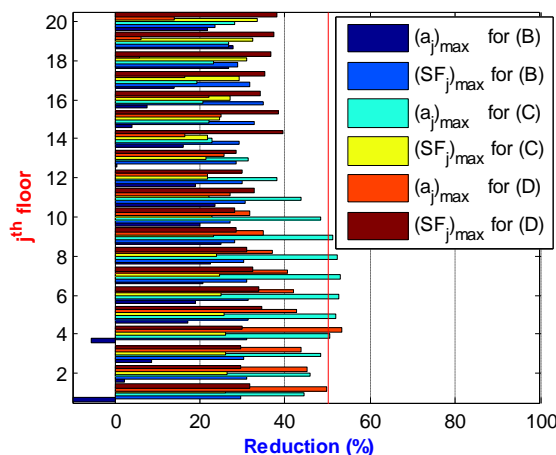 20
18
16
14
12
10
8
6
4
2
jth floor
0
20
40
60
80
100
Reduction (%)
(aj)max for (B)
(SFj)max for (B)
(aj)max for (C)
(SFj)max for (C)
(aj)max for (D)
(SFj)max for (D)